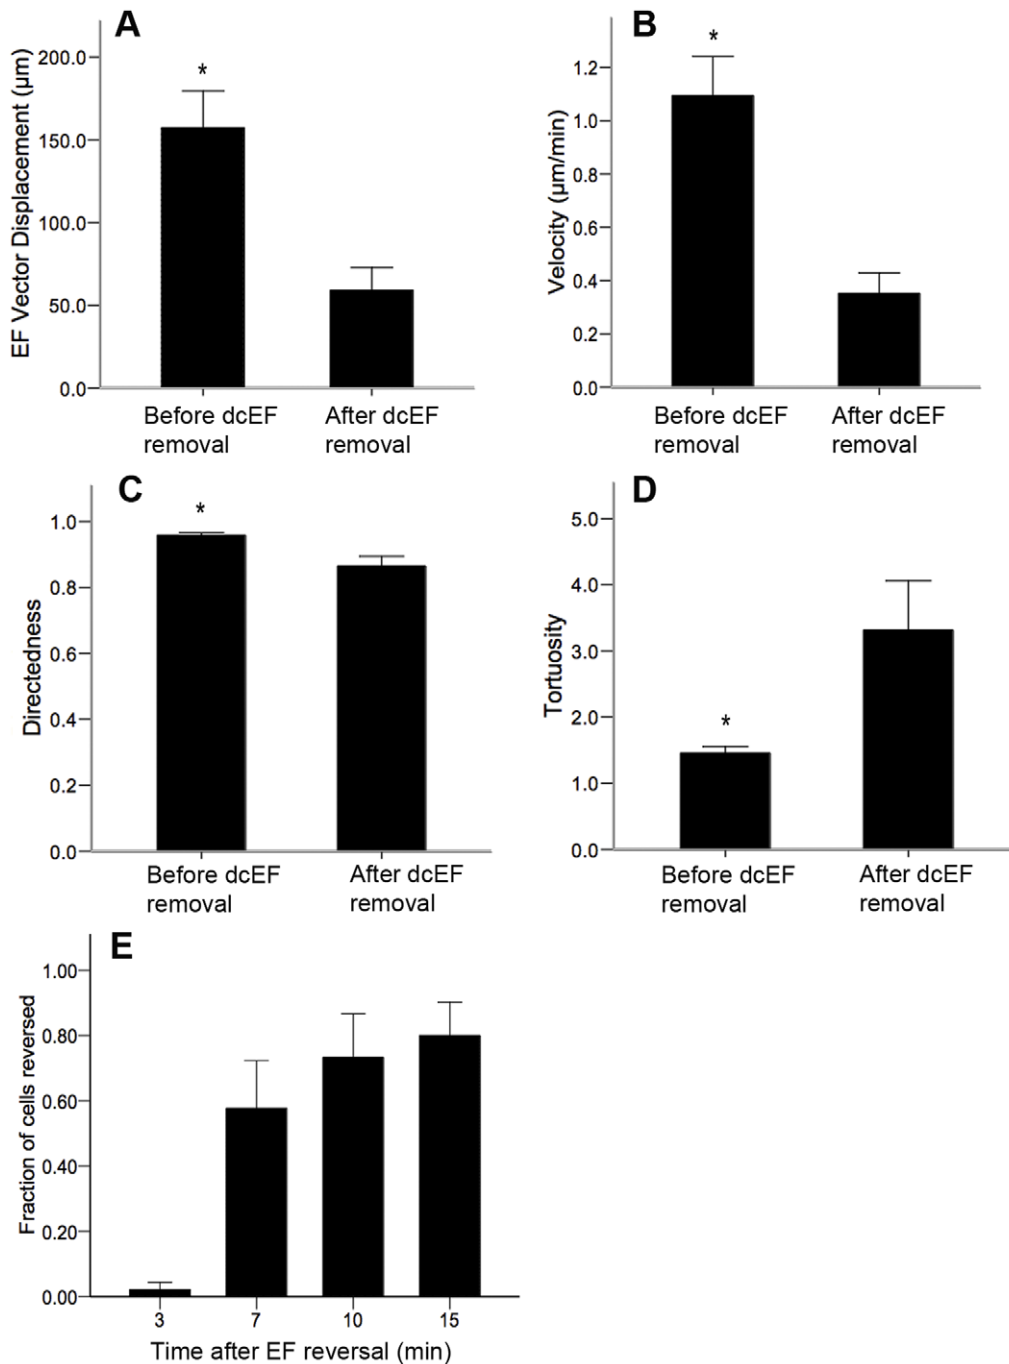 A
EF Vector Displacement (µm)
200.0
150.0
100.0
50.0
0.0
*
Before dcEF
removal
After dcEF
removal
B
Velocity (µm/min)
1.2
1.0
0.8
0.6
0.4
0.2
0.0
*
Before dcEF
removal
After dcEF
removal
C
Directedness
1.0
0.8
0.6
0.4
0.2
0.0
*
Before dcEF
removal
After dcEF
removal
D
Tortuosity
5.0
4.0
3.0
2.0
1.0
0.0
*
Before dcEF
removal
After dcEF
removal
E
Fraction of cells reversed
1.00
0.80
0.60
0.40
0.20
0.00
3 7 10 15
Time after EF reversal (min)